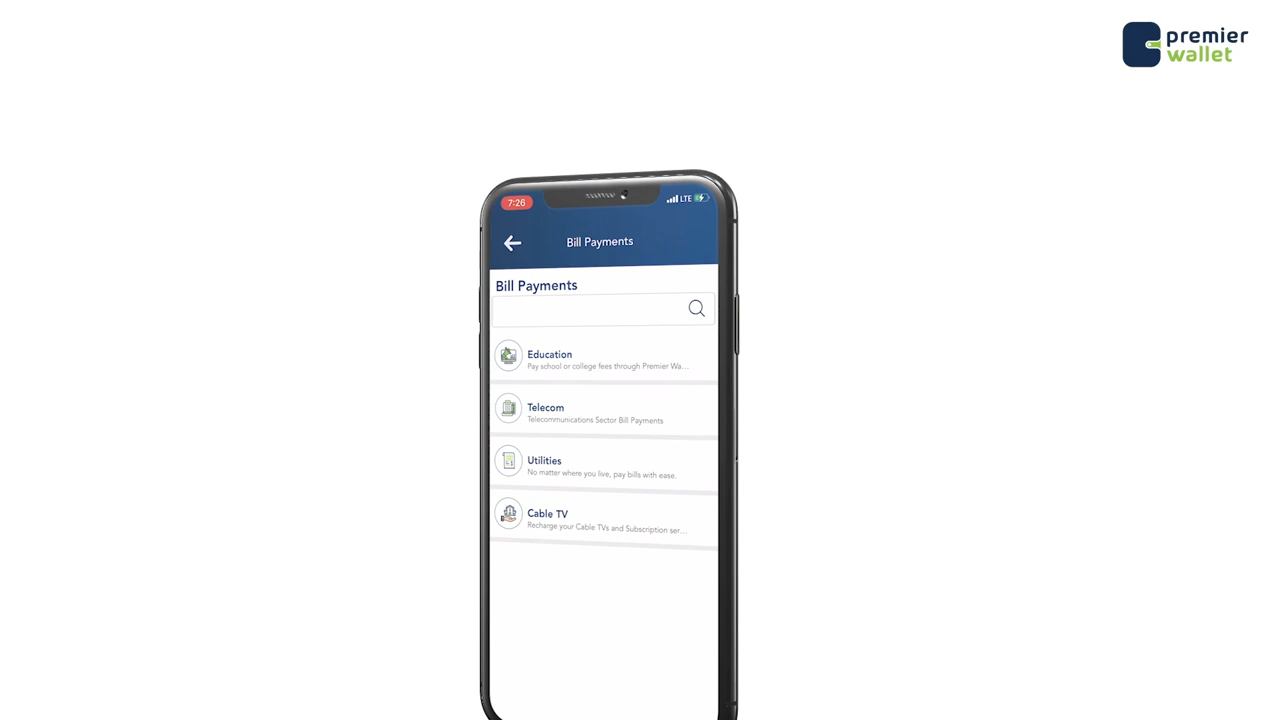 premier
wallet
7:26
LTE
Bill Payments
Bill Payments
Education
Pay school or college fees through Premier Wa...
Telecom
Telecommunications Sector Bill Payments
Utilities
No matter where you live, pay bills with ease.
Cable TV
Recharge your Cable TVs and Subscription ser...